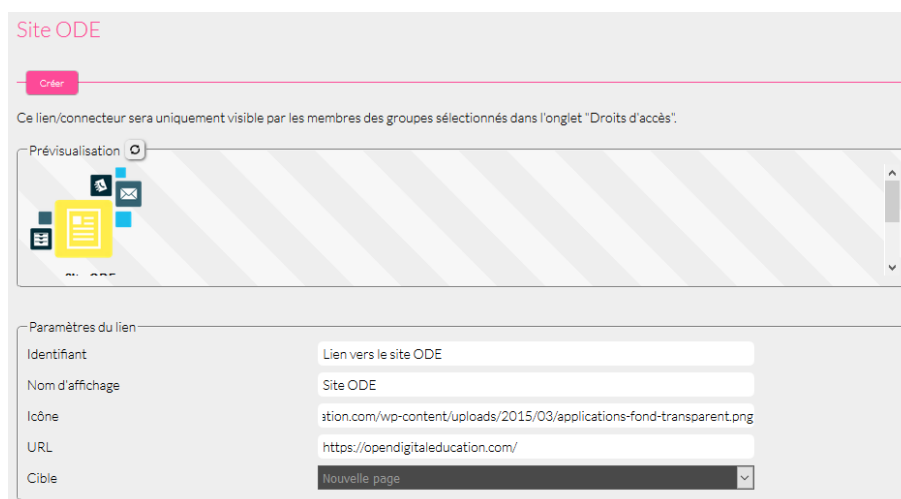 Site ODE
Créer
Ce lien/connecteur sera uniquement visible par les membres des groupes sélectionnés dans l'onglet "Droits d'accès".
Prévisualisation
Site ODE
Paramètres du lien
Identifiant Lien vers le site ODE
Nom d'affichage Site ODE
Icône ation.com/wp-content/uploads/2015/03/applications-fond-transparent.png
URL https://opendigitaleducation.com/
Cible Nouvelle page